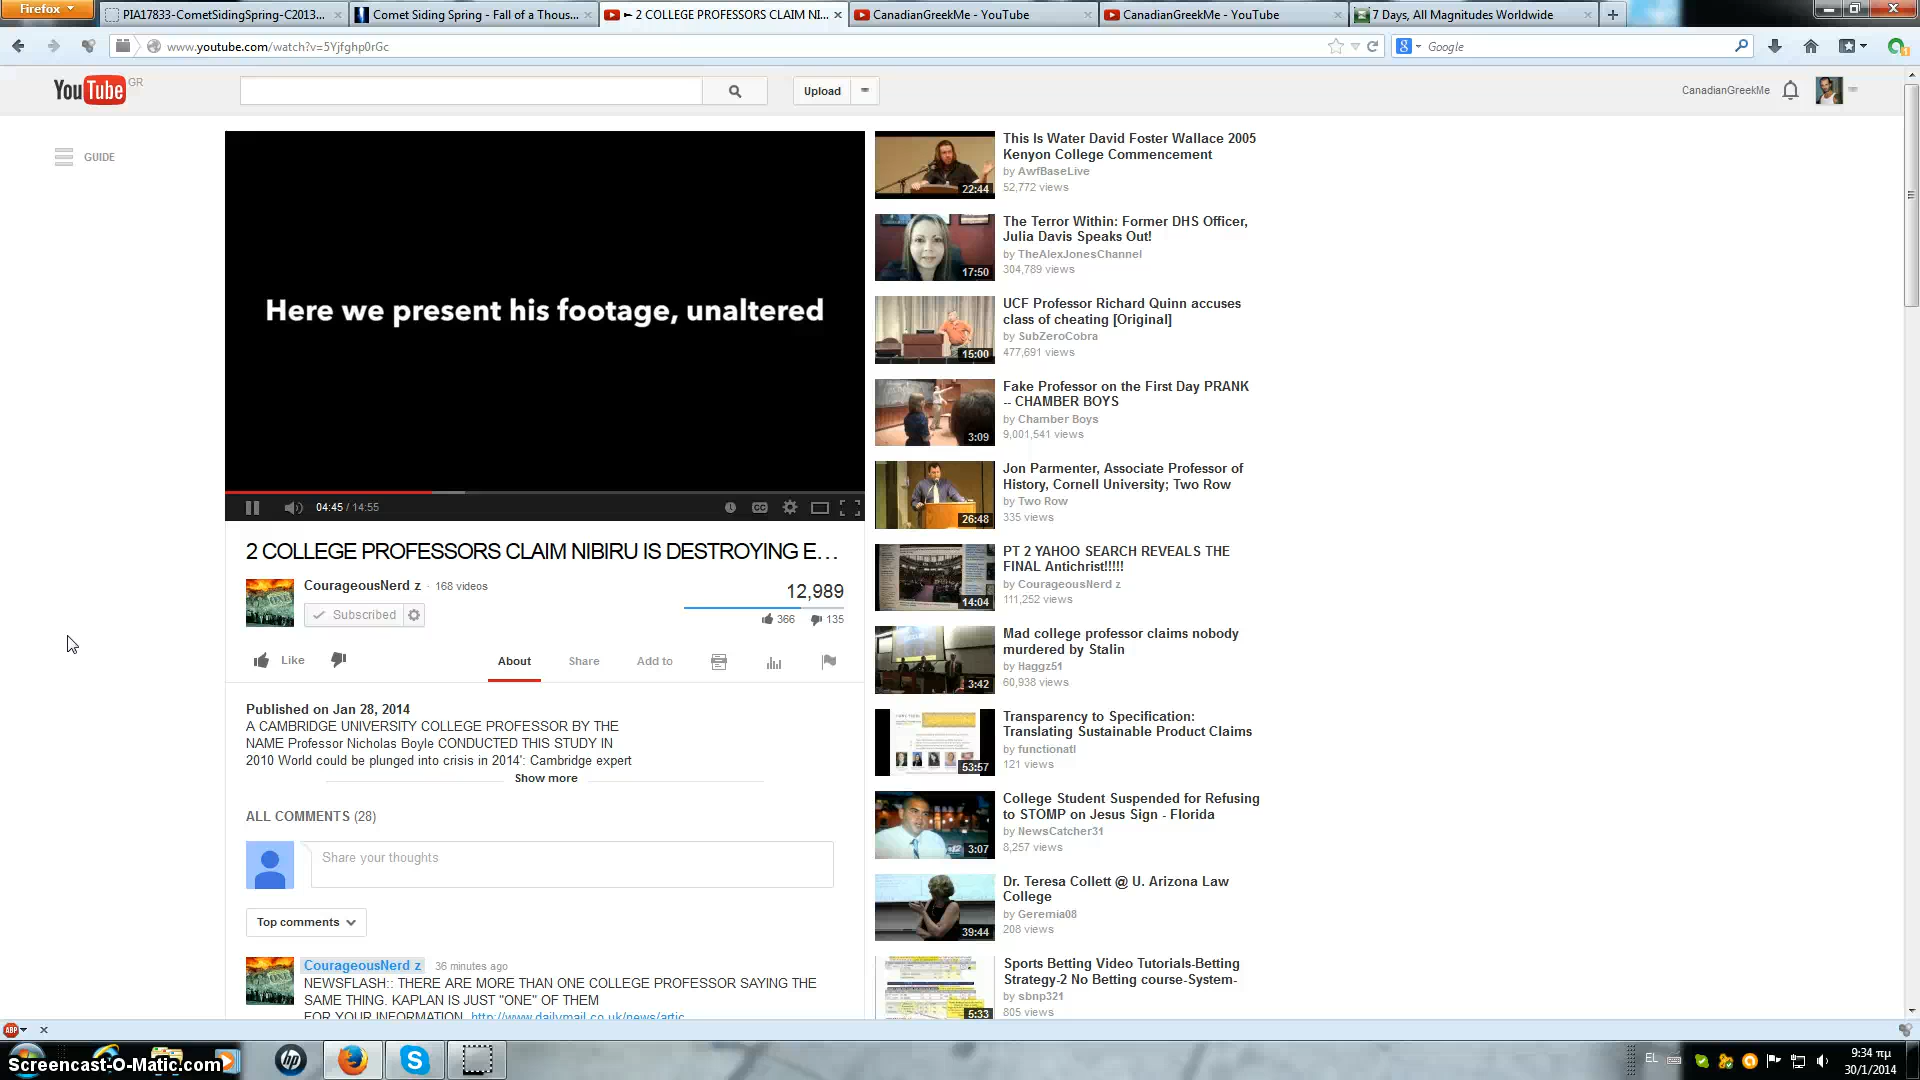 Firefox
PIA17833-CometSidingSpring-C2013...
Comet Siding Spring - Fall of a Thous...
2 COLLEGE PROFESSORS CLAIM NI...
CanadianGreekMe - YouTube
CanadianGreekMe - YouTube
7 Days, All Magnitudes Worldwide
www.youtube.com/watch?v=5Yjfghp0rGc
Google
YouTube GR
Upload
CanadianGreekMe
GUIDE
Here we present his footage, unaltered
04:45 / 14:55
2 COLLEGE PROFESSORS CLAIM NIBIRU IS DESTROYING E...
CourageousNerd z · 168 videos
Subscribed
12,989
366 135
Like
About
Share
Add to
Published on Jan 28, 2014
A CAMBRIDGE UNIVERSITY COLLEGE PROFESSOR BY THE
NAME Professor Nicholas Boyle CONDUCTED THIS STUDY IN
2010 World could be plunged into crisis in 2014': Cambridge expert
Show more
ALL COMMENTS (28)
Share your thoughts
Top comments
CourageousNerd z 36 minutes ago
NEWSFLASH:: THERE ARE MORE THAN ONE COLLEGE PROFESSOR SAYING THE
SAME THING. KAPLAN IS JUST "ONE" OF THEM
FOR YOUR INFORMATION. http://www.dailymail.co.uk/news/artic
This Is Water David Foster Wallace 2005
Kenyon College Commencement
by AwfBaseLive
52,772 views
22:44
The Terror Within: Former DHS Officer,
Julia Davis Speaks Out!
by TheAlexJonesChannel
304,789 views
17:50
UCF Professor Richard Quinn accuses
class of cheating [Original]
by SubZeroCobra
477,691 views
15:00
Fake Professor on the First Day PRANK
-- CHAMBER BOYS
by Chamber Boys
9,001,541 views
3:09
Jon Parmenter, Associate Professor of
History, Cornell University; Two Row
by Two Row
335 views
26:48
PT 2 YAHOO SEARCH REVEALS THE
FINAL Antichrist!!!!!
by CourageousNerd z
111,252 views
14:04
Mad college professor claims nobody
murdered by Stalin
by Haggz51
60,938 views
3:42
Transparency to Specification:
Translating Sustainable Product Claims
by functionatl
121 views
53:57
College Student Suspended for Refusing
to STOMP on Jesus Sign - Florida
by NewsCatcher31
8,257 views
3:07
Dr. Teresa Collett @ U. Arizona Law
College
by Geremia08
208 views
39:44
Sports Betting Video Tutorials-Betting
Strategy-2 No Betting course-System-
by sbnp321
805 views
5:33
ABP
Screencast-O-Matic.com
EL
9:34 πμ
30/1/2014